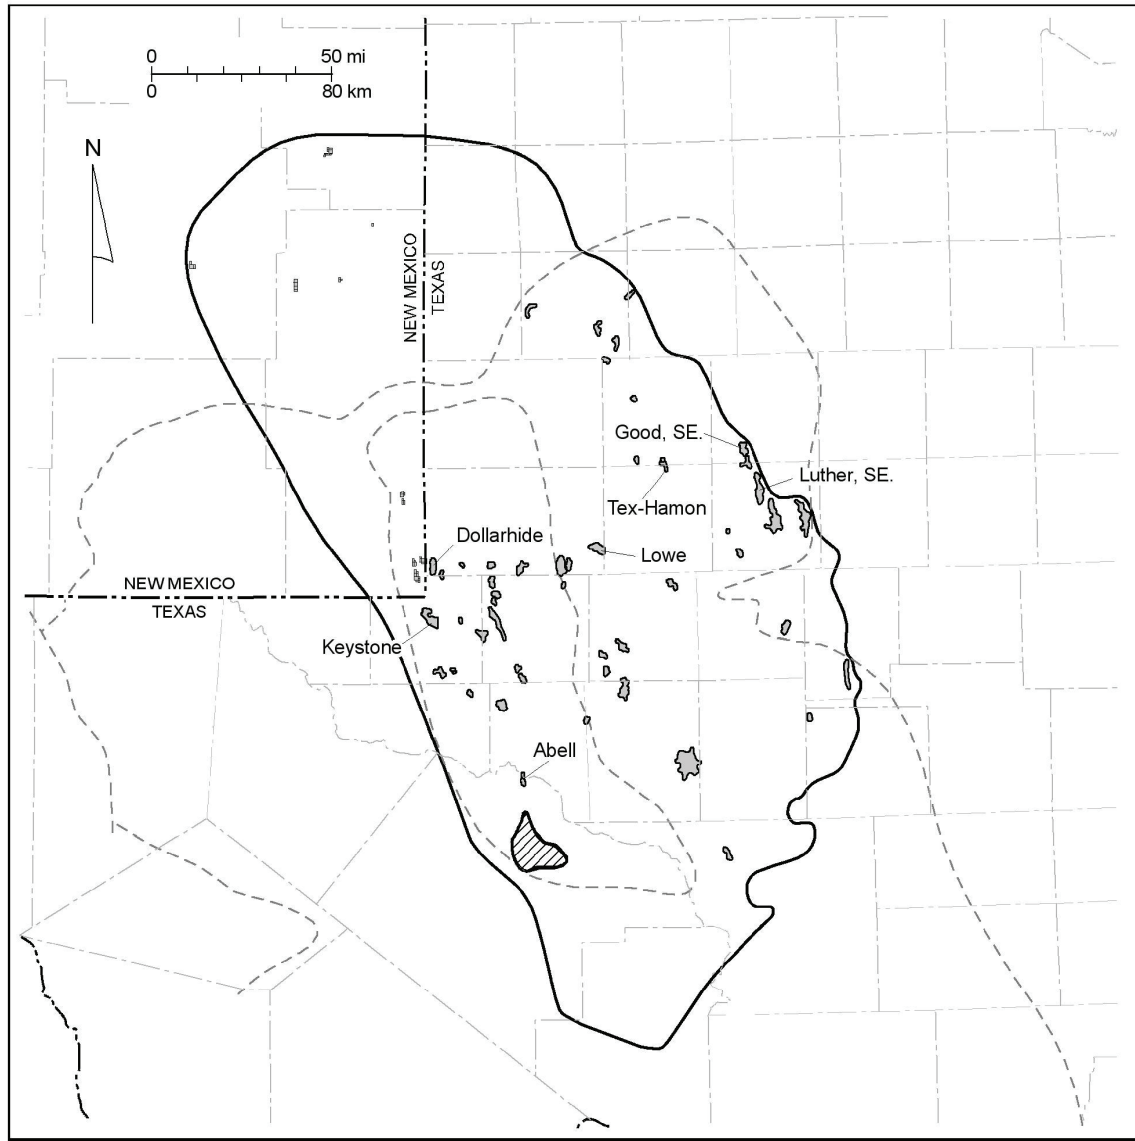 0 50 mi
0 80 km
N
NEW MEXICO
TEXAS
Good, SE.
Luther, SE.
Tex-Hamon
Dollarhide
Lowe
NEW MEXICO
TEXAS
Keystone
Abell